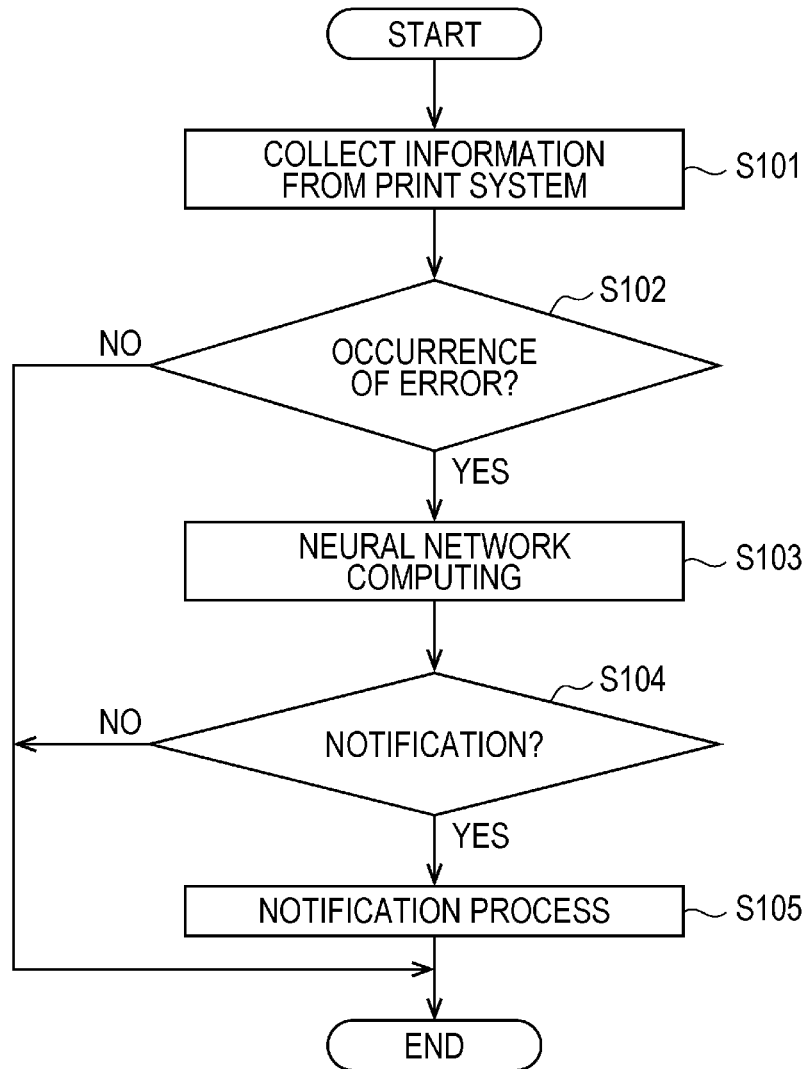 START
COLLECT INFORMATION
FROM PRINT SYSTEM
S101
S102
NO
OCCURRENCE
OF ERROR?
YES
NEURAL NETWORK
COMPUTING
S103
S104
NO
NOTIFICATION?
YES
NOTIFICATION PROCESS
S105
END